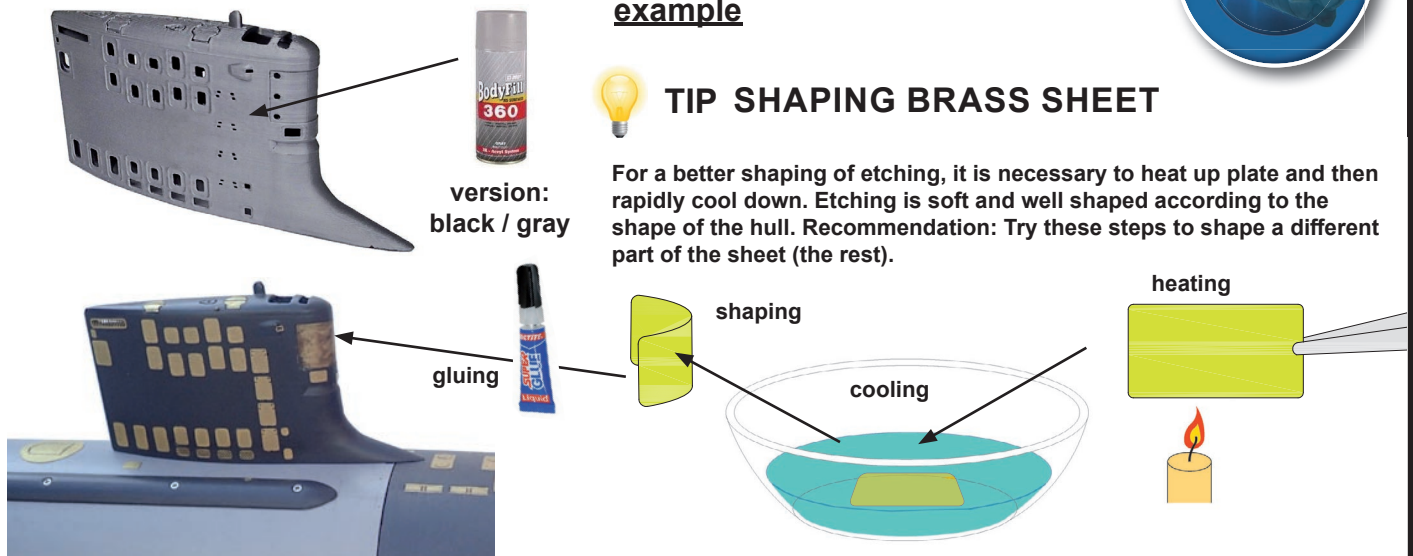 example
TIP SHAPING BRASS SHEET
For a better shaping of etching, it is necessary to heat up plate and then
rapidly cool down. Etching is soft and well shaped according to the
shape of the hull. Recommendation: Try these steps to shape a different
part of the sheet (the rest).
BodyFill
360
version:
black / gray
heating
shaping
cooling
gluing
SUPER
GLUE
Liquid